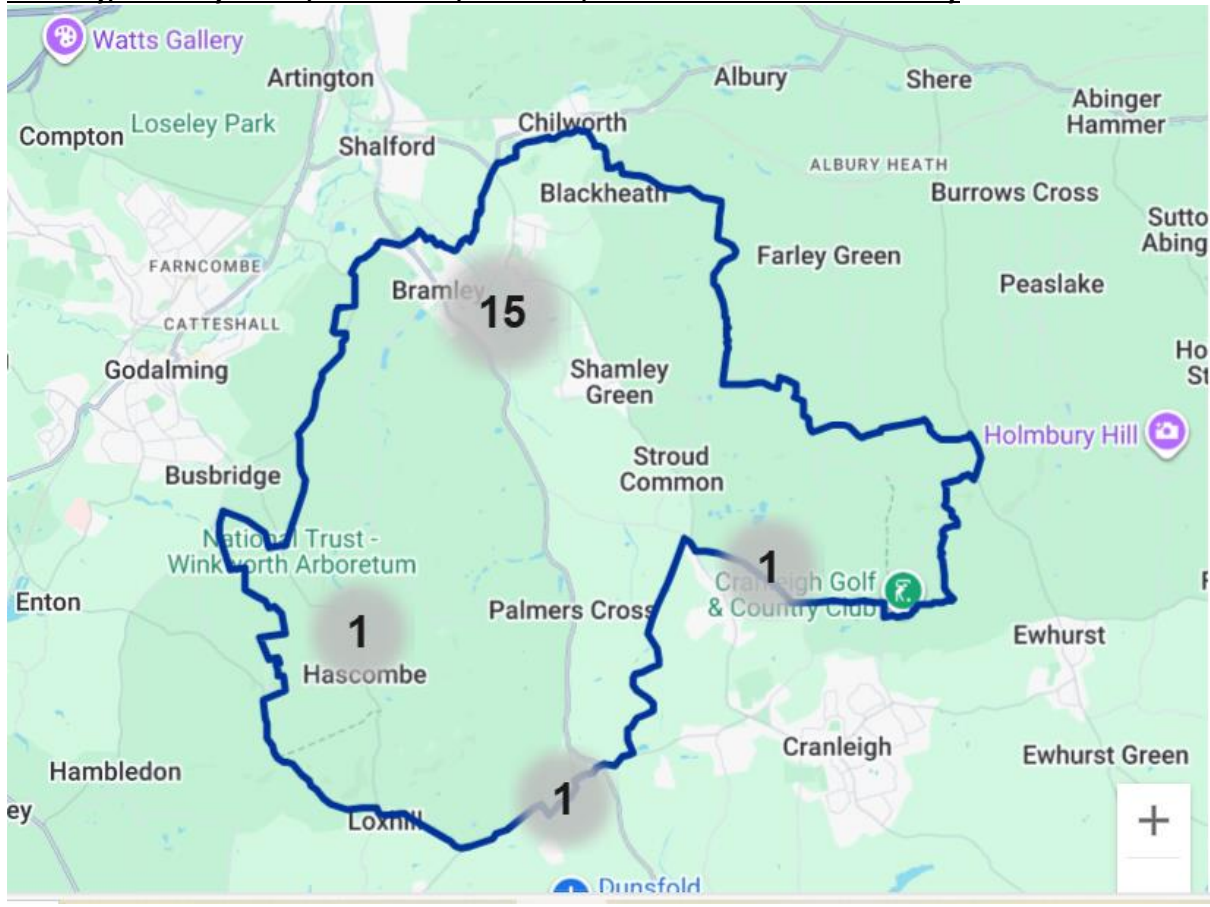 Watts Gallery
Artington
Albury
Shere
Abinger
Hammer
Compton
Loseley Park
Chilworth
Shalford
ALBURY HEATH
Blackheath
Burrows Cross
Sutto
Abing
Farley Green
FARNCOMBE
Peaslake
Bramley
15
CATTESHALL
Godalming
Shamley
Green
Ho
St
Holmbury Hill
Stroud
Common
Busbridge
National Trust -
Winkworth Arboretum
1
Cranleigh Golf
& Country Club
Enton
Palmers Cross
1
Ewhurst
Hascombe
Cranleigh
Ewhurst Green
Hambledon
1
ey
Loxhill
+
Dunsfold